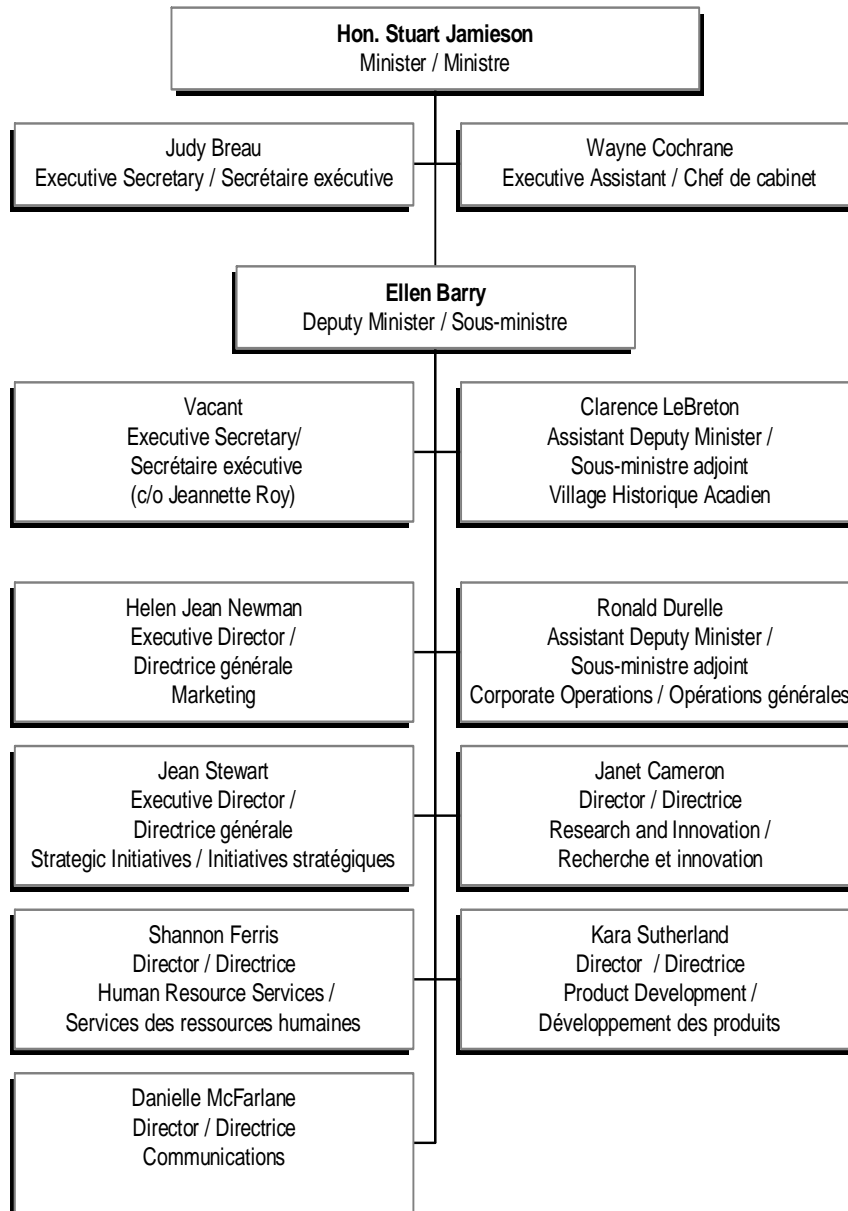 Hon. Stuart Jamieson
Minister / Ministre
Judy Breau
Executive Secretary / Secrétaire exécutive
Wayne Cochrane
Executive Assistant / Chef de cabinet
Ellen Barry
Deputy Minister / Sous-ministre
Vacant
Executive Secretary/
Secrétaire exécutive
(c/o Jeannette Roy)
Clarence LeBreton
Assistant Deputy Minister /
Sous-ministre adjoint
Village Historique Acadien
Helen Jean Newman
Executive Director /
Directrice générale
Marketing
Ronald Durelle
Assistant Deputy Minister /
Sous-ministre adjoint
Corporate Operations / Opérations générales
Jean Stewart
Executive Director /
Directrice générale
Strategic Initiatives / Initiatives stratégiques
Janet Cameron
Director / Directrice
Research and Innovation /
Recherche et innovation
Shannon Ferris
Director / Directrice
Human Resource Services /
Services des ressources humaines
Kara Sutherland
Director / Directrice
Product Development /
Développement des produits
Danielle McFarlane
Director / Directrice
Communications